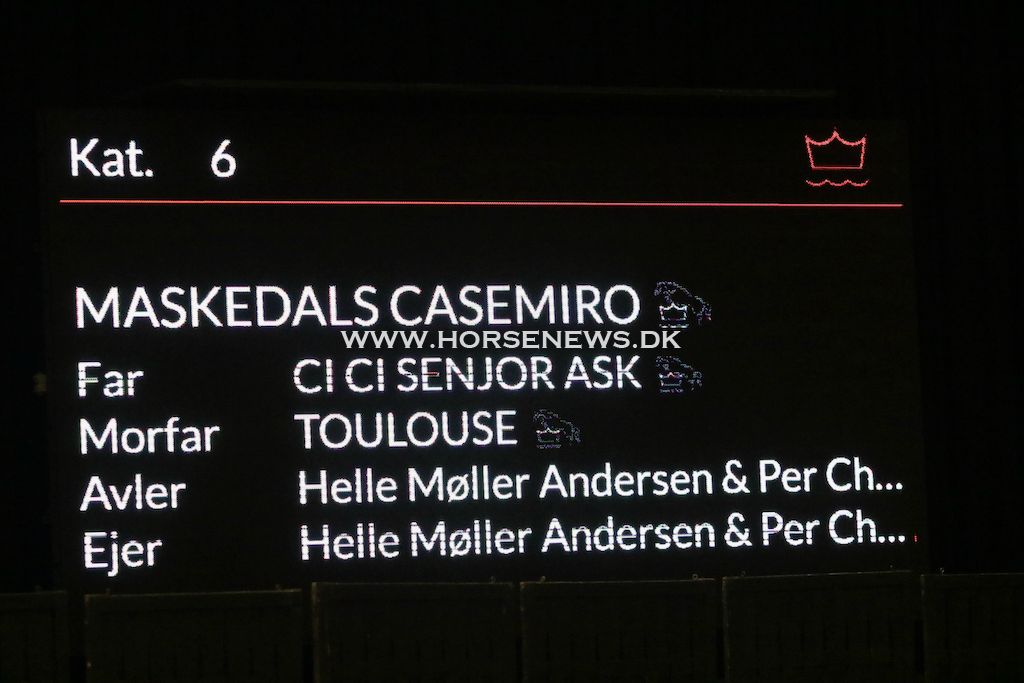 Kat. 6
MASKEDALS CASEMIRO
WWW.HORSENEWS.DK
Far CI CI SENJOR ASK
Morfar TOULOUSE
Avler Helle Møller Andersen & Per Ch...
Ejer Helle Møller Andersen & Per Ch...